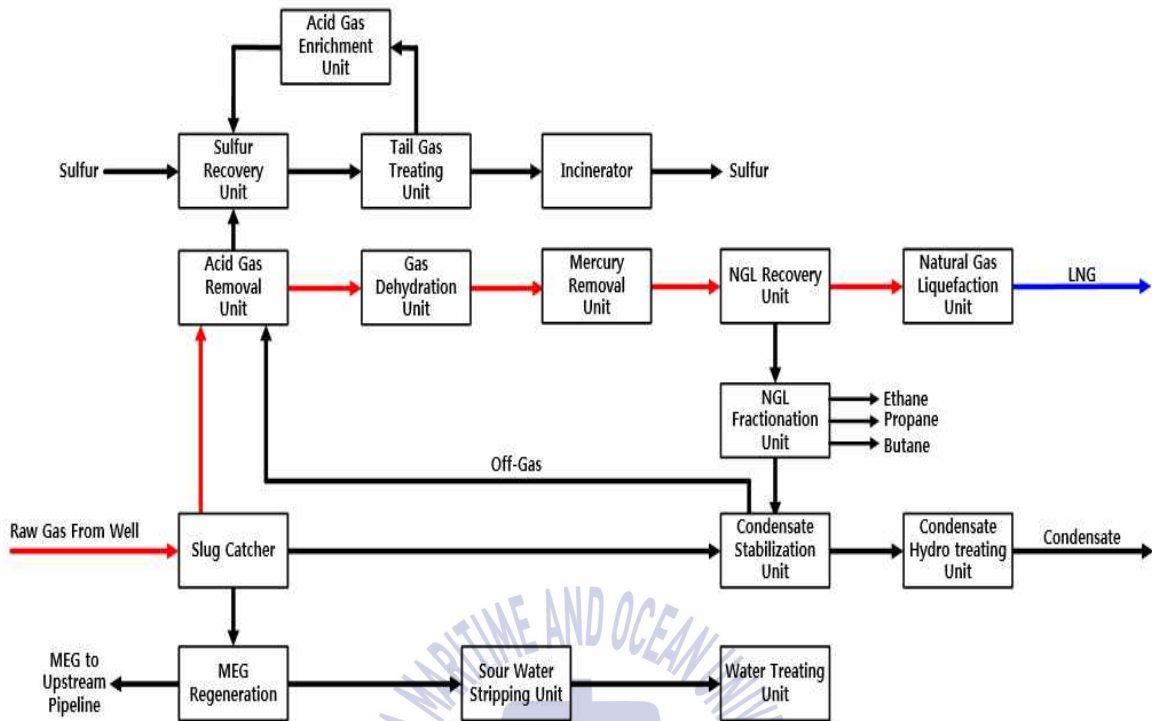 Acid Gas
Enrichment
Unit
Sulfur
Sulfur
Recovery
Unit
Tail Gas
Treating
Unit
Incinerator
Sulfur
Acid Gas
Removal
Unit
Gas
Dehydration
Unit
Mercury
Removal
Unit
NGL Recovery
Unit
Natural Gas
Liquefaction
Unit
LNG
NGL
Fractionation
Unit
Ethane
Propane
Butane
Off-Gas
Raw Gas From Well
Slug Catcher
Condensate
Stabilization
Unit
Condensate
Hydro treating
Unit
Condensate
MEG to
Upstream
Pipeline
MEG
Regeneration
Sour Water
Stripping Unit
Water Treating
Unit
MARITIME AND OCEAN